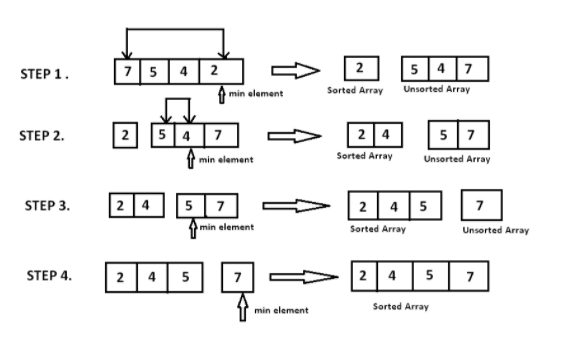 STEP 1.
7 5 4 2
min element
2
Sorted Array
5 4 7
Unsorted Array
STEP 2.
2
5 4 7
min element
2 4
Sorted Array
5 7
Unsorted Array
STEP 3.
2 4
5 7
min element
2 4 5
Sorted Array
7
Unsorted Array
STEP 4.
2 4 5
7
min element
2 4 5 7
Sorted Array